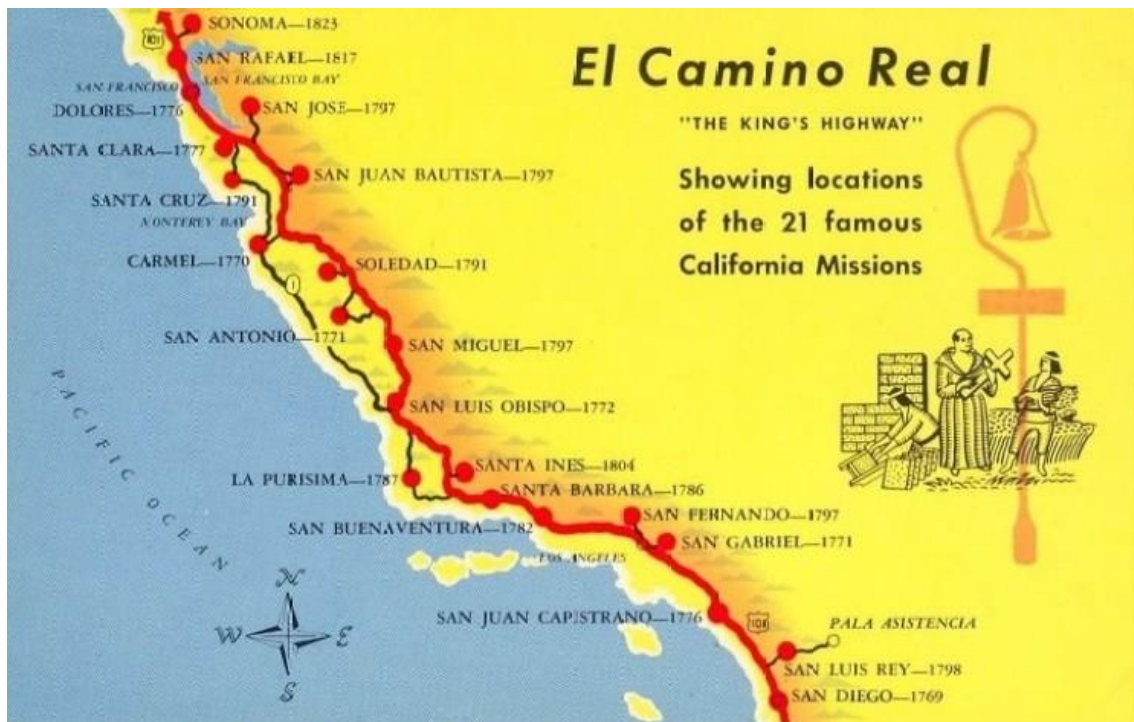 El Camino Real
"THE KING'S HIGHWAY"
Showing locations
of the 21 famous
California Missions
SONOMA—1823
101
SAN RAFAEL—1817
SAN FRANCISCO BAY
SAN FRANCISCO
DOLORES—1776
SAN JOSE—1797
SANTA CLARA—1777
SAN JUAN BAUTISTA—1797
SANTA CRUZ—1791
MONTEREY BAY
CARMEL—1770
SOLEDAD—1791
1
SAN ANTONIO—1771
SAN MIGUEL—1797
SAN LUIS OBISPO—1772
PACIFIC OCEAN
SANTA INES—1804
LA PURISIMA—1787
SANTA BARBARA—1786
SAN BUENAVENTURA—1782
SAN FERNANDO—1797
SAN GABRIEL—1771
LOS ANGELES
SAN JUAN CAPISTRANO—1776
PALA ASISTENCIA
SAN LUIS REY—1798
SAN DIEGO—1769
N
W E
S